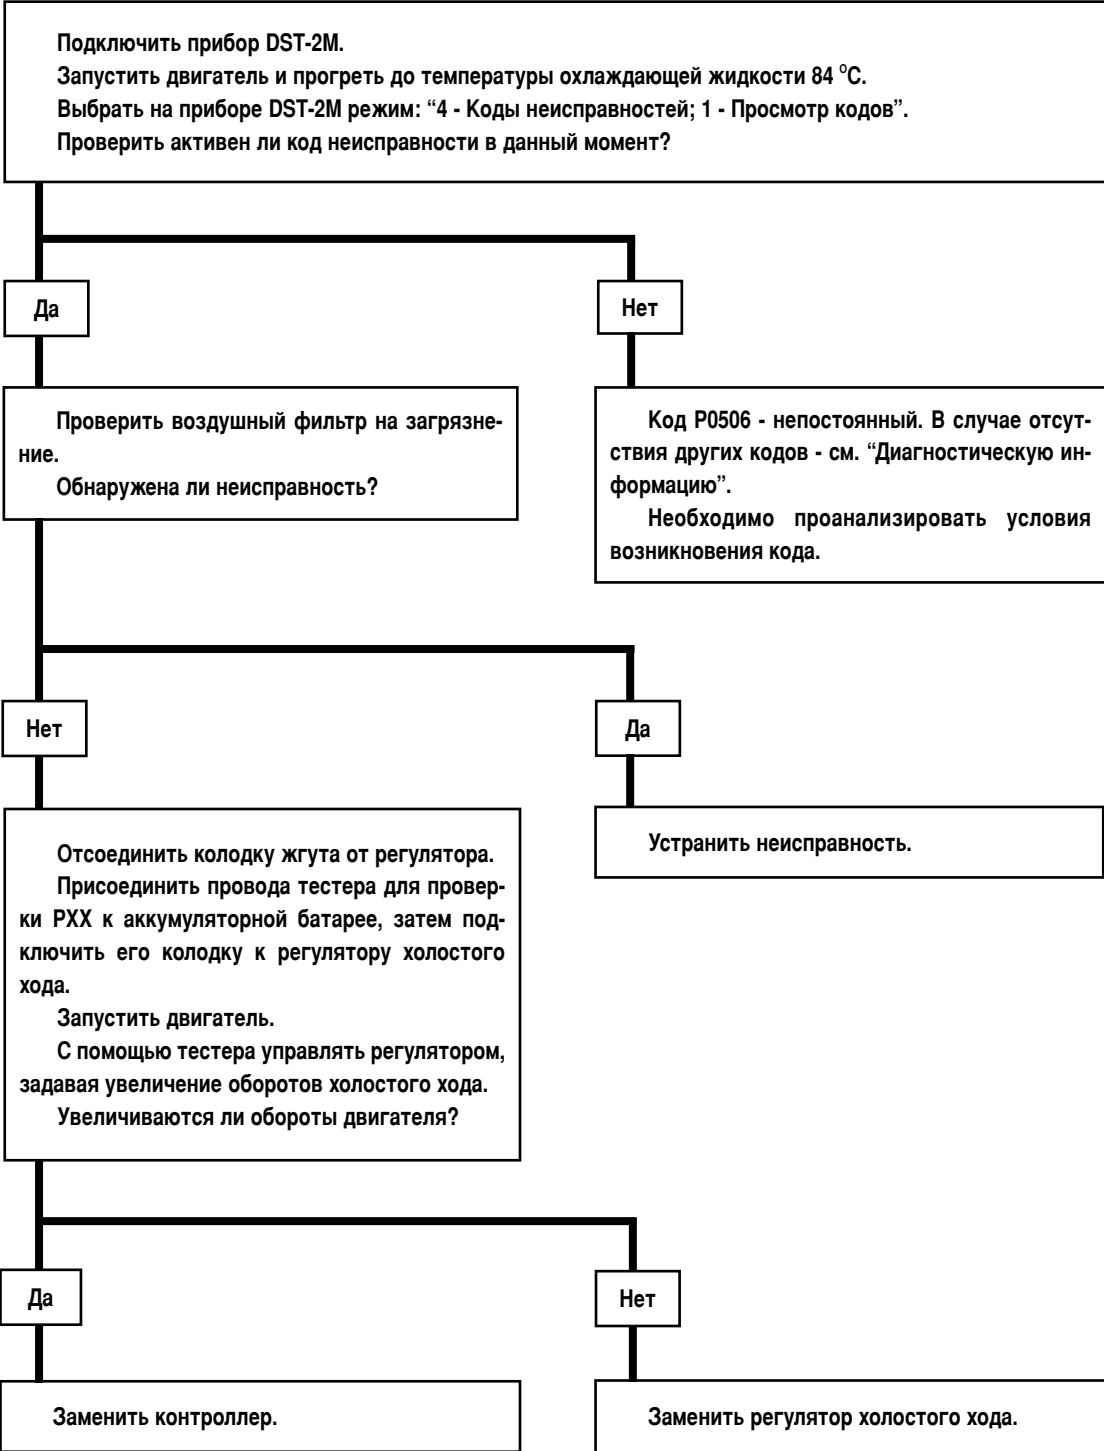 Подключить прибор DST-2M.
Запустить двигатель и прогреть до температуры охлаждающей жидкости 84 °С.
Выбрать на приборе DST-2M режим: “4 - Коды неисправностей; 1 - Просмотр кодов”.
Проверить активен ли код неисправности в данный момент?
Да
Нет
Проверить воздушный фильтр на загрязне-
ние.
Обнаружена ли неисправность?
Код Р0506 - непостоянный. В случае отсут-
ствия других кодов - см. “Диагностическую ин-
формацию”.
Необходимо проанализировать условия
возникновения кода.
Нет
Да
Отсоединить колодку жгута от регулятора.
Присоединить провода тестера для провер-
ки РХХ к аккумуляторной батарее, затем под-
ключить его колодку к регулятору холостого
хода.
Запустить двигатель.
С помощью тестера управлять регулятором,
задавая увеличение оборотов холостого хода.
Увеличиваются ли обороты двигателя?
Устранить неисправность.
Да
Нет
Заменить контроллер.
Заменить регулятор холостого хода.